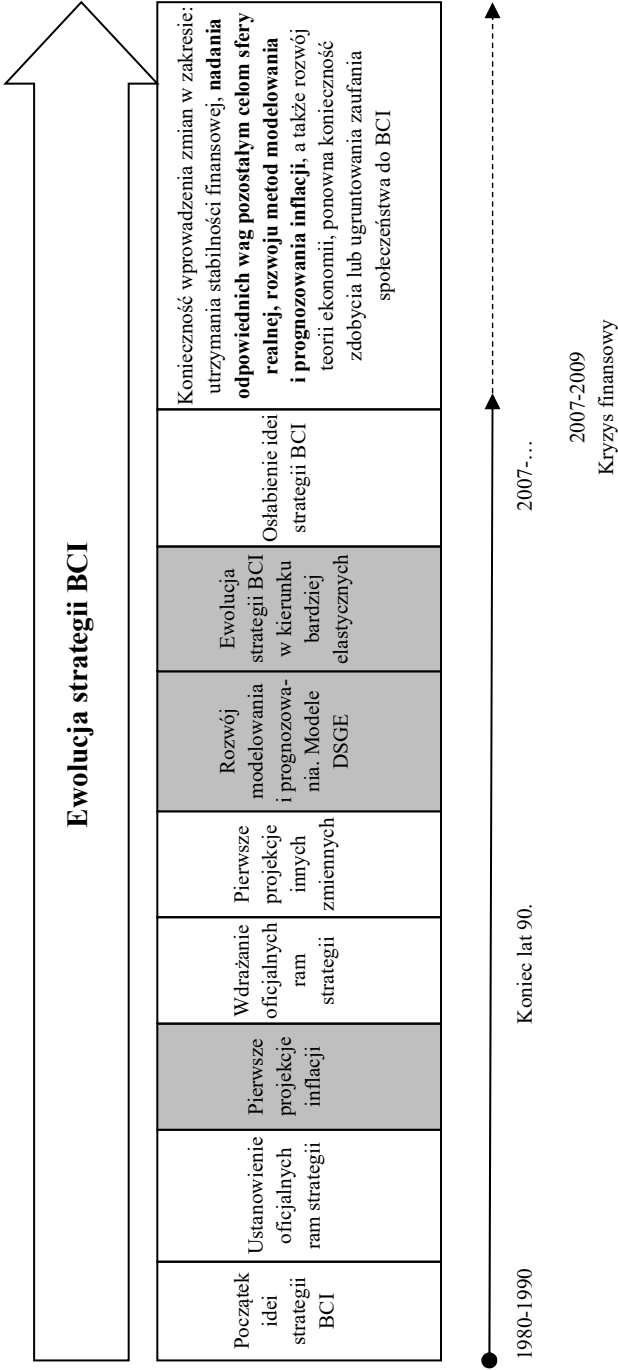 Ewolucja strategii BCI
Początek
idei
strategii
BCI
Ustanowienie
oficjalnych
ram strategii
Pierwsze
projekcje
inflacji
Wdrażanie
oficjalnych
ram
strategii
Pierwsze
projekcje
innych
zmiennych
Rozwój
modelowania
i prognozowa-
nia. Modele
DSGE
Ewolucja
strategii BCI
w kierunku
bardziej
elastycznych
Osłabienie idei
strategii BCI
Konieczność wprowadzenia zmian w zakresie:
utrzymania stabilności finansowej, nadania
odpowiednich wag pozostałym celom sfery
realnej, rozwoju metod modelowania
i prognozowania inflacji, a także rozwój
teorii ekonomii, ponowna konieczność
zdobycia lub ugruntowania zaufania
społeczeństwa do BCI
1980-1990
Koniec lat 90.
2007-…
2007-2009
Kryzys finansowy